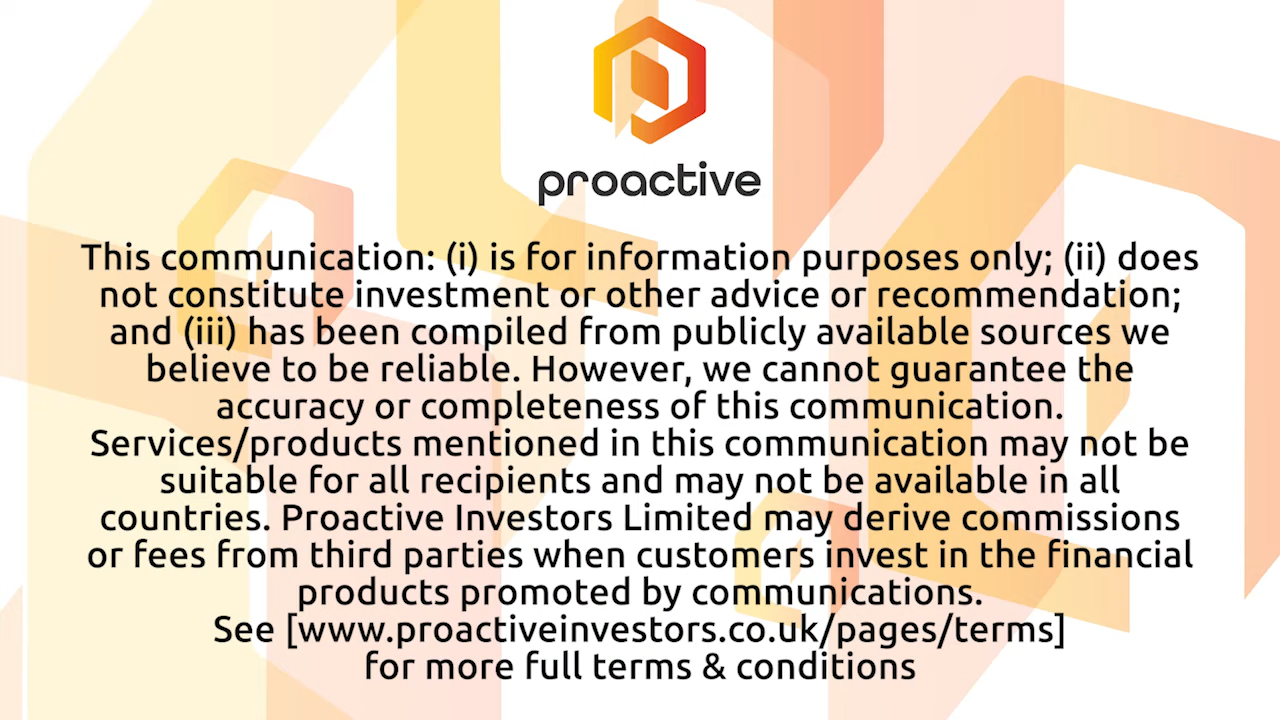 proactive
This communication: (i) is for information purposes only; (ii) does
not constitute investment or other advice or recommendation;
and (iii) has been compiled from publicly available sources we
believe to be reliable. However, we cannot guarantee the
accuracy or completeness of this communication.
Services/products mentioned in this communication may not be
suitable for all recipients and may not be available in all
countries. Proactive Investors Limited may derive commissions
or fees from third parties when customers invest in the financial
products promoted by communications.
See [www.proactiveinvestors.co.uk/pages/terms]
for more full terms & conditions